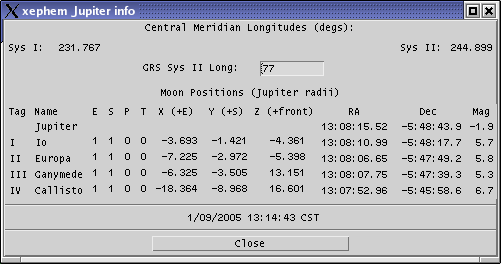 xephem Jupiter info
Central Meridian Longitudes (degs):
Sys I: 231.767 Sys II: 244.899
GRS Sys II Long: 77
Moon Positions (Jupiter radii)
Tag Name E S P T X (+E) Y (+S) Z (+front) RA Dec Mag
Jupiter 13:08:15.52 -5:48:43.9 -1.9
I Io 1 1 0 0 -3.693 -1.421 -4.361 13:08:10.99 -5:48:17.7 5.7
II Europa 1 1 0 0 -7.225 -2.972 -5.398 13:08:06.65 -5:47:49.2 5.8
III Ganymede 1 1 0 0 -6.325 -3.505 13.151 13:08:07.75 -5:47:39.3 5.3
IV Callisto 1 1 0 0 -18.364 -8.968 16.601 13:07:52.96 -5:45:58.6 6.7
1/09/2005 13:14:43 CST
Close